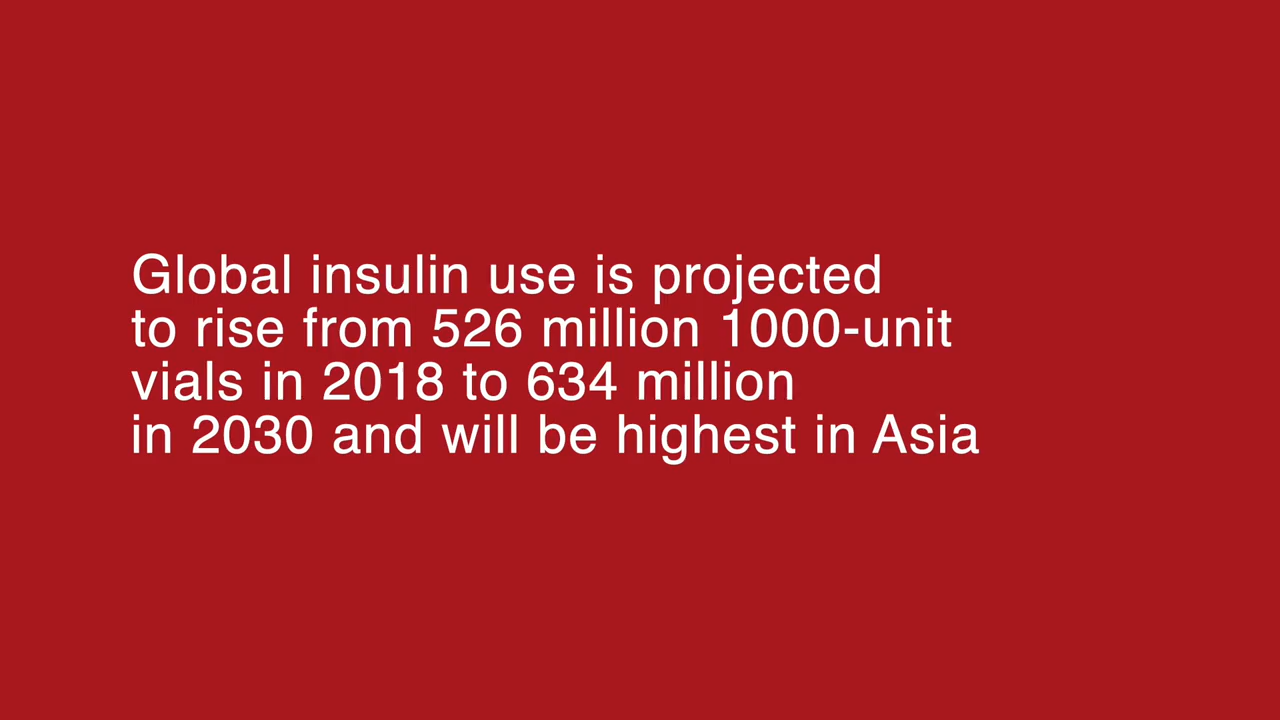 Global insulin use is projected
to rise from 526 million 1000-unit
vials in 2018 to 634 million
in 2030 and will be highest in Asia